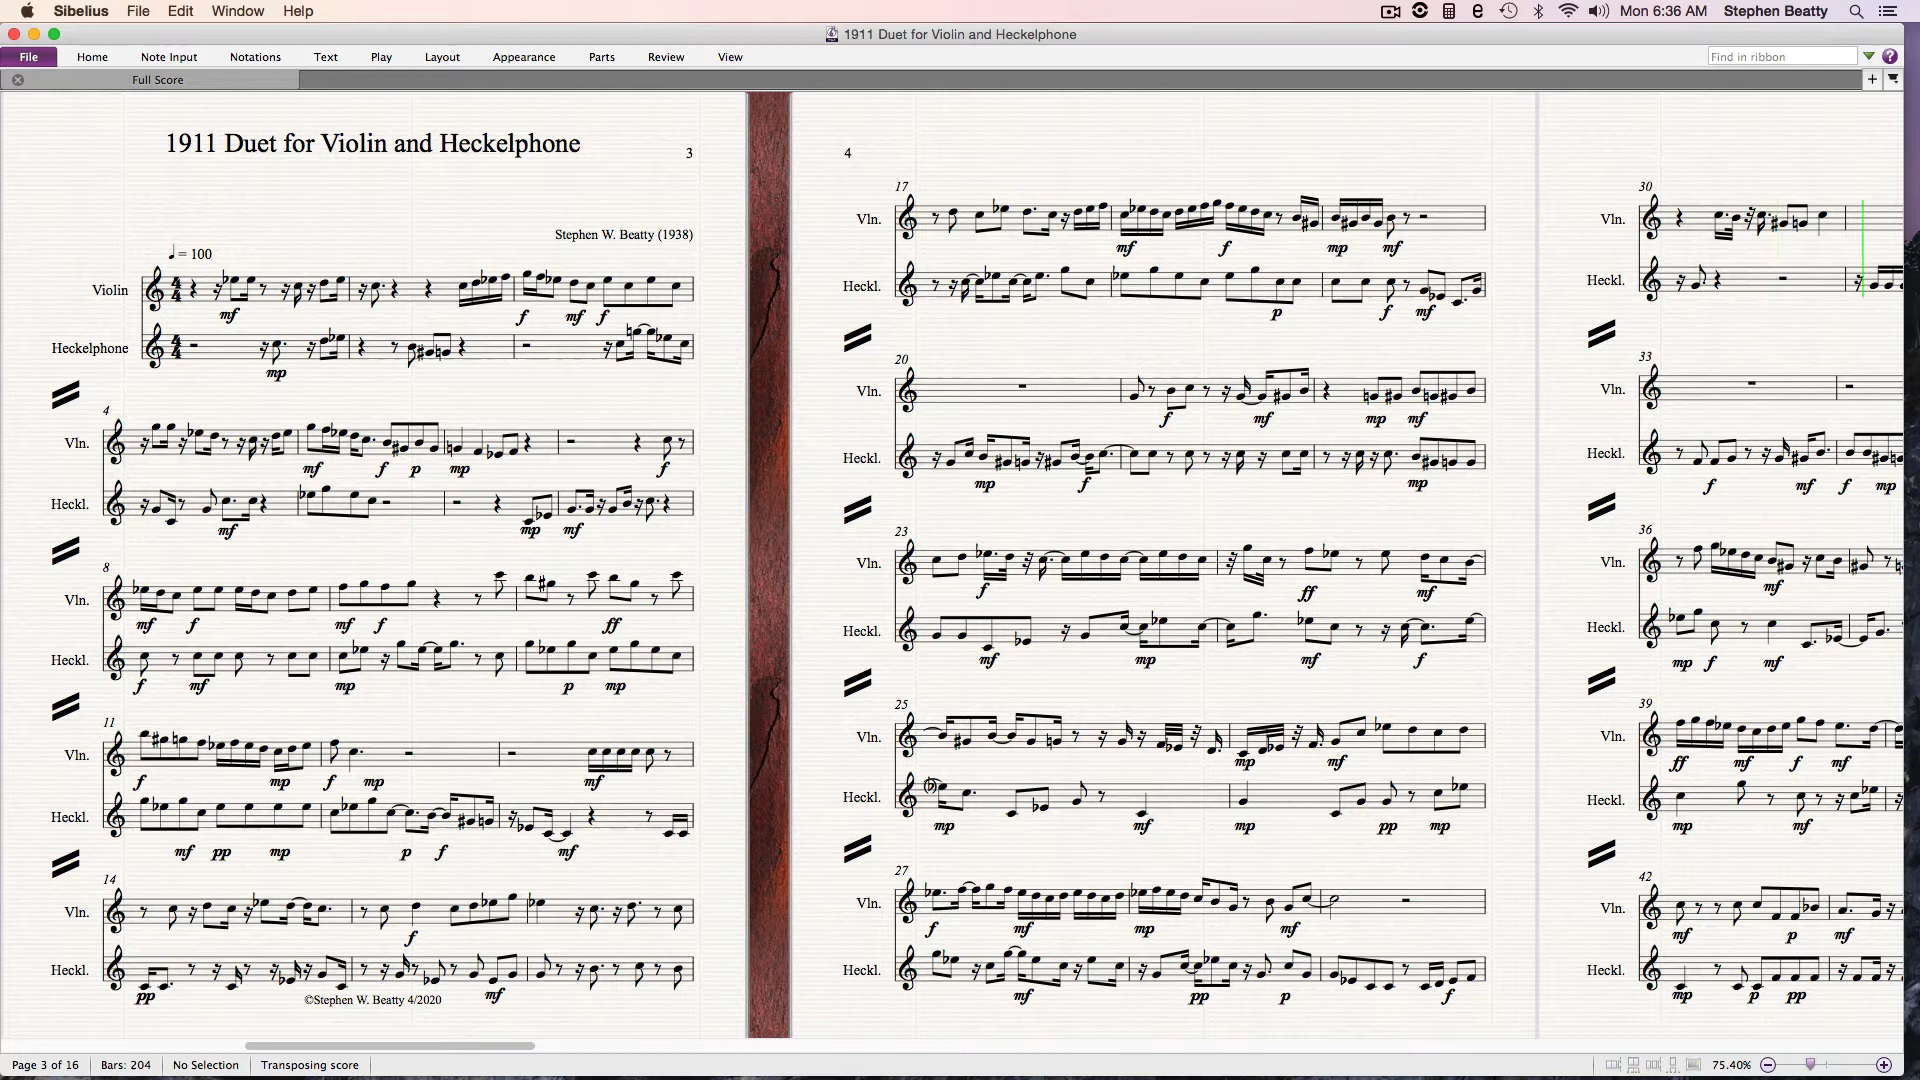 Sibelius File Edit Window Help
Mon 6:36 AM Stephen Beatty
1911 Duet for Violin and Heckelphone
File Home Note Input Notations Text Play Layout Appearance Parts Review View
Find in ribbon
Full Score
1911 Duet for Violin and Heckelphone
3
Stephen W. Beatty (1938)
= 100
Violin
mf f mf f
Heckelphone
mp
4
Vln.
mf f p mp f
Heckl.
mf mp mf
8
Vln.
mf f mf f ff
Heckl.
f mf mp p mp
11
Vln.
f mp f mp mf
Heckl.
mf pp mp p f mf
14
Vln.
f
Heckl.
pp mf
©Stephen W. Beatty 4/2020
4
17
Vln.
mf f mp mf
Heckl.
p f mf
20
Vln.
f mf mp mf
Heckl.
mp f mp
23
Vln.
f ff mf
Heckl.
mf mp mf f
25
Vln.
mp mf
Heckl.
mp mf mp pp mp
27
Vln.
f mf mp mf
Heckl.
mf pp p f
30
Vln.
Heckl.
33
Vln.
Heckl.
f mf f mp
36
Vln.
mf
Heckl.
mp f mf
39
Vln.
ff mf f mf
Heckl.
mp mf
42
Vln.
mf p mf
Heckl.
mp p pp
Page 3 of 16 Bars: 204 No Selection Transposing score
75.40%